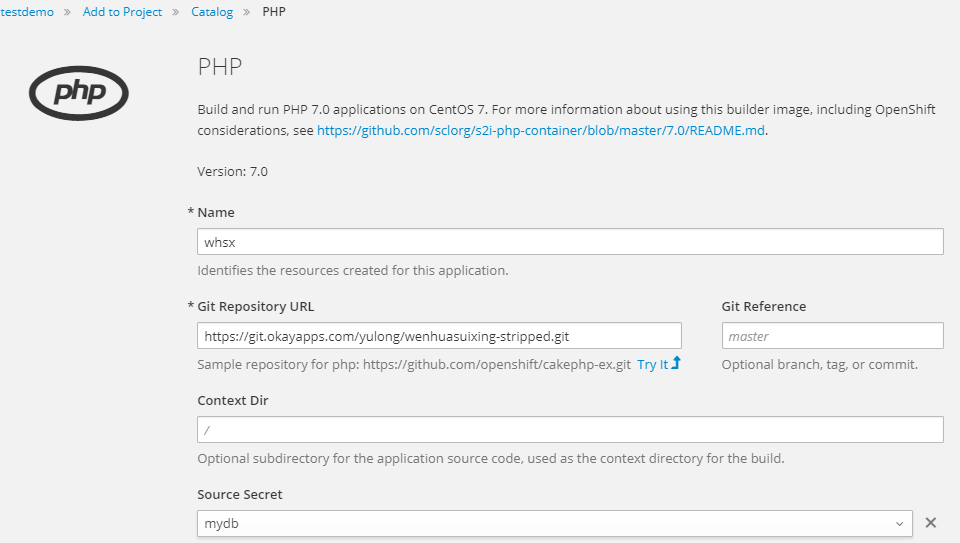 testdemo » Add to Project » Catalog » PHP
php
PHP
Build and run PHP 7.0 applications on CentOS 7. For more information about using this builder image, including OpenShift
considerations, see https://github.com/sclorg/s2i-php-container/blob/master/7.0/README.md.
Version: 7.0
* Name
whsx
Identifies the resources created for this application.
* Git Repository URL
Git Reference
https://git.okayapps.com/yulong/wenhuasuixing-stripped.git
master
Sample repository for php: https://github.com/openshift/cakephp-ex.git Try It
Optional branch, tag, or commit.
Context Dir
/
Optional subdirectory for the application source code, used as the context directory for the build.
Source Secret
mydb